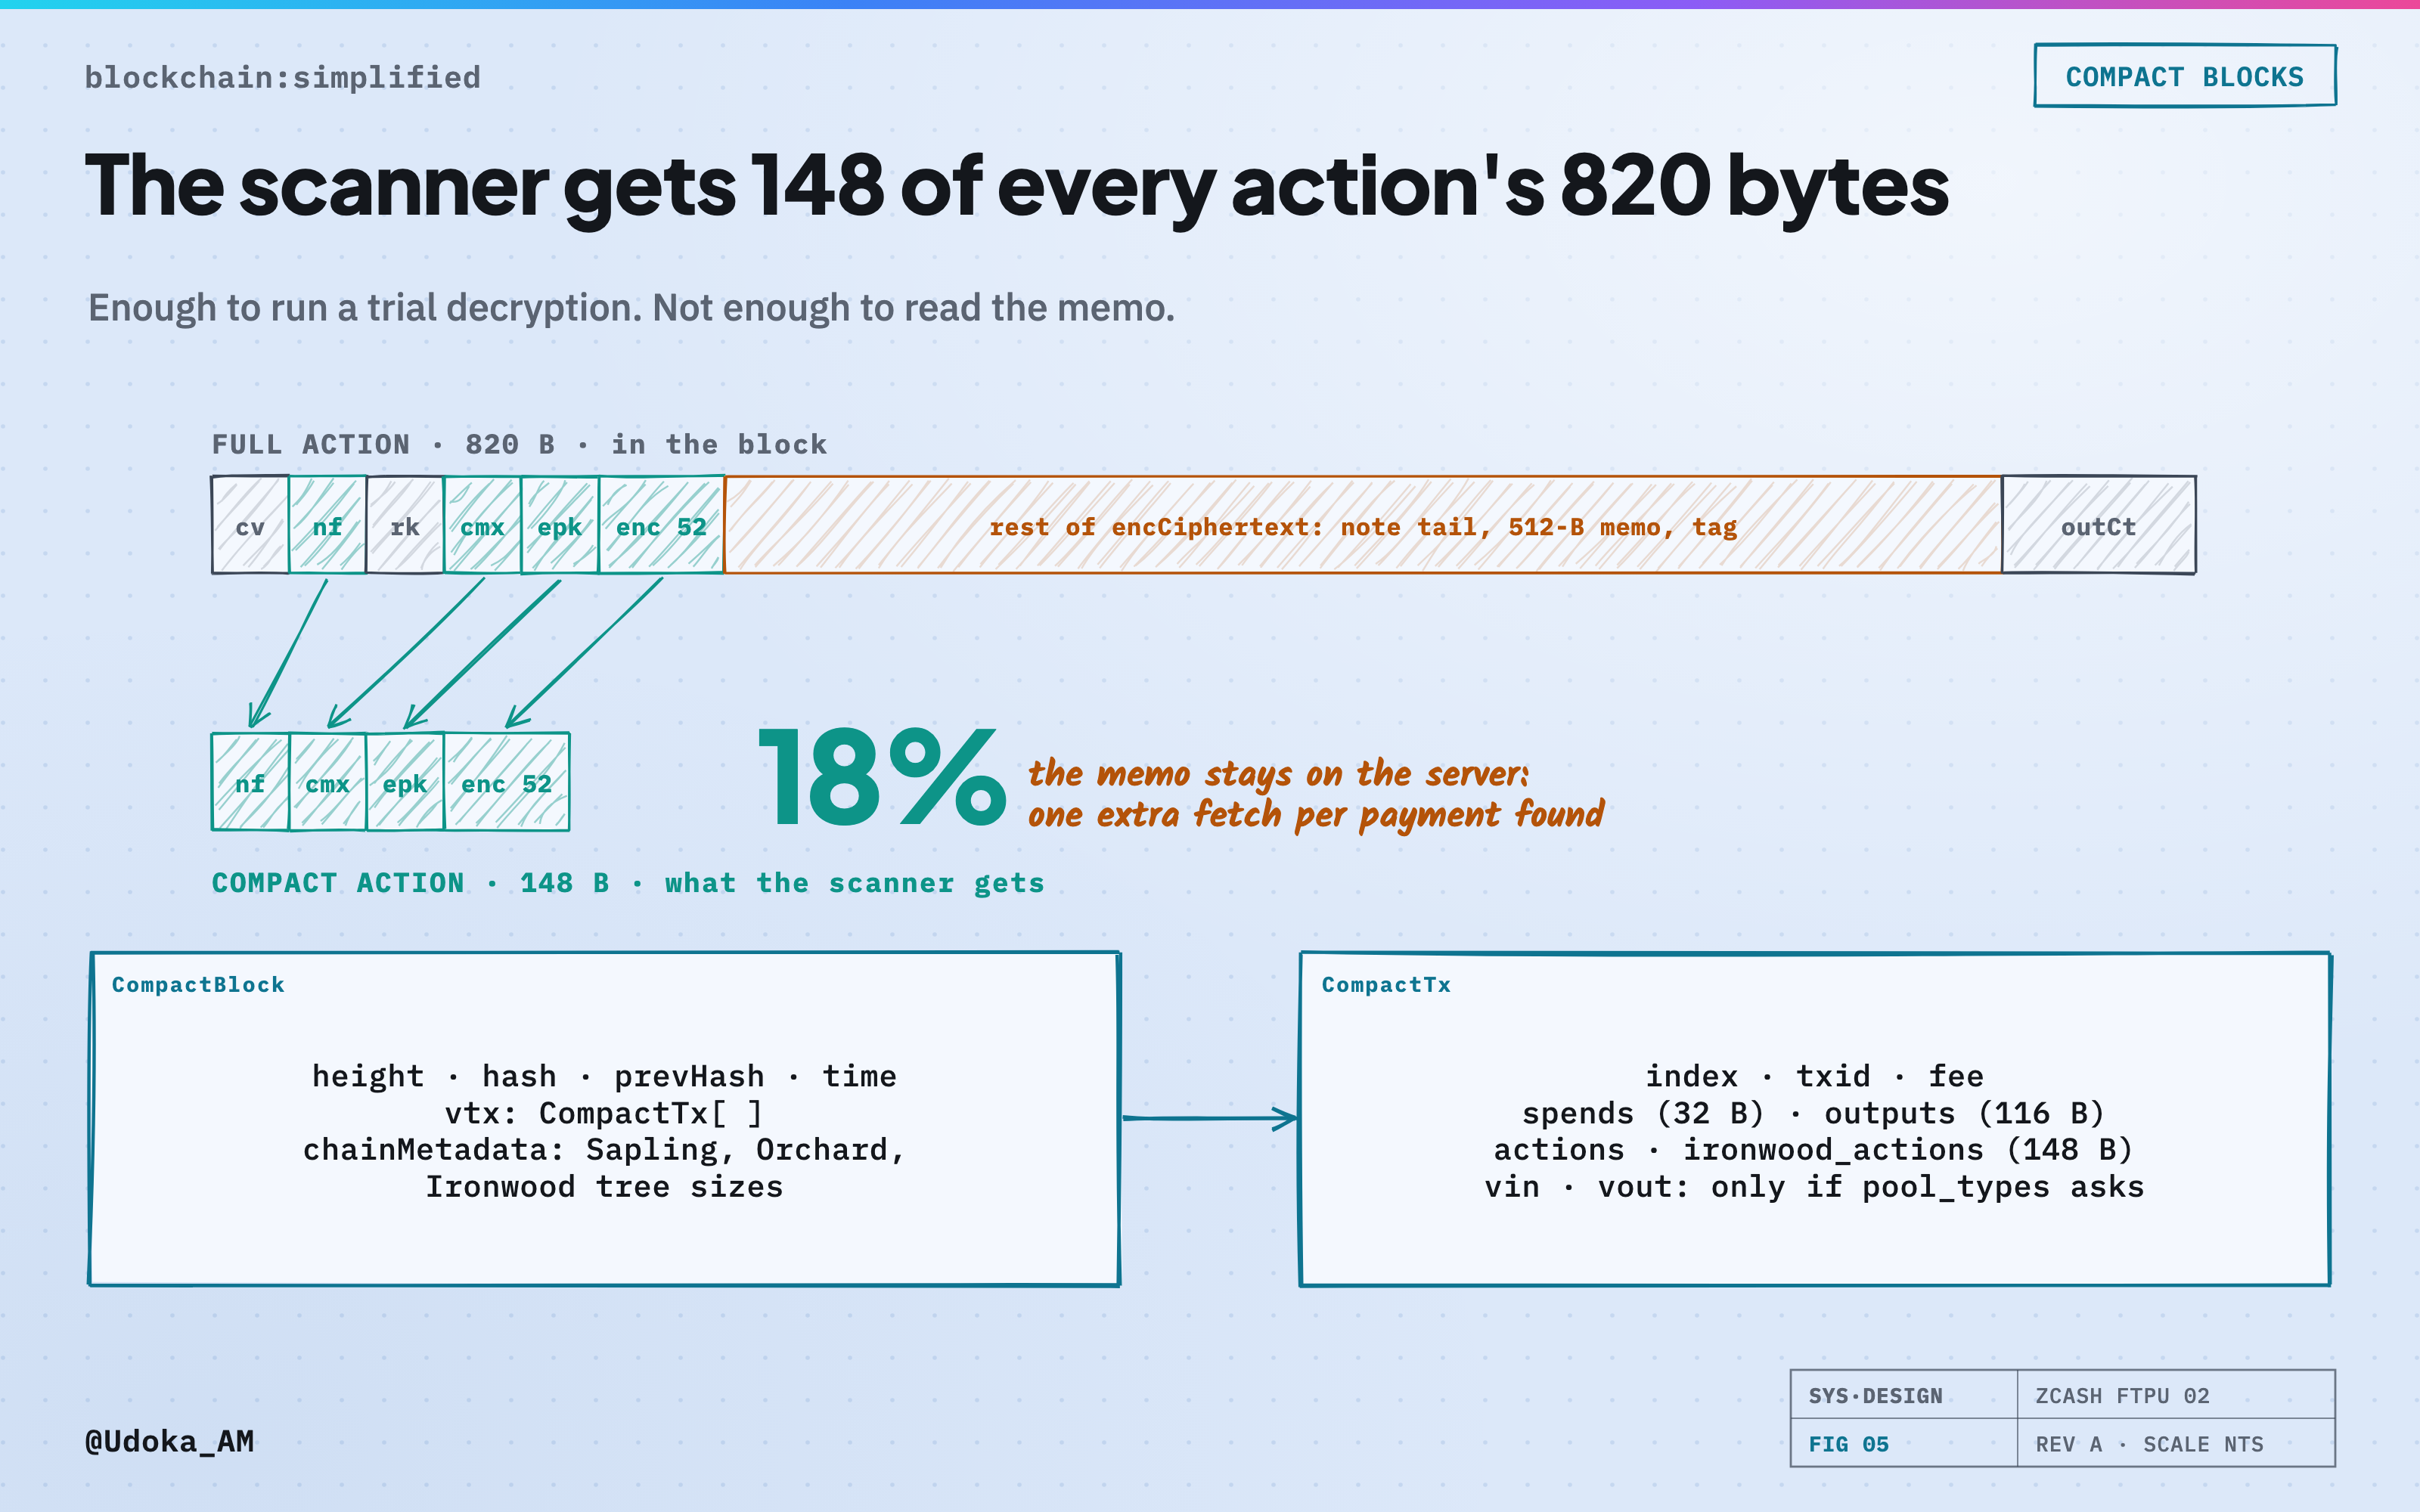 blockchain:simplified
COMPACT BLOCKS
The scanner gets 148 of every action's 820 bytes
Enough to run a trial decryption. Not enough to read the memo.
FULL ACTION · 820 B · in the block
cv
nf
rk
cmx
epk
enc 52
rest of encCiphertext: note tail, 512-B memo, tag
outCt
nf
cmx
epk
enc 52
18%
the memo stays on the server:
one extra fetch per payment found
COMPACT ACTION · 148 B · what the scanner gets
CompactBlock
height · hash · prevHash · time
vtx: CompactTx[ ]
chainMetadata: Sapling, Orchard,
Ironwood tree sizes
CompactTx
index · txid · fee
spends (32 B) · outputs (116 B)
actions · ironwood_actions (148 B)
vin · vout: only if pool_types asks
@Udoka_AM
SYS·DESIGN
ZCASH FTPU 02
FIG 05
REV A · SCALE NTS